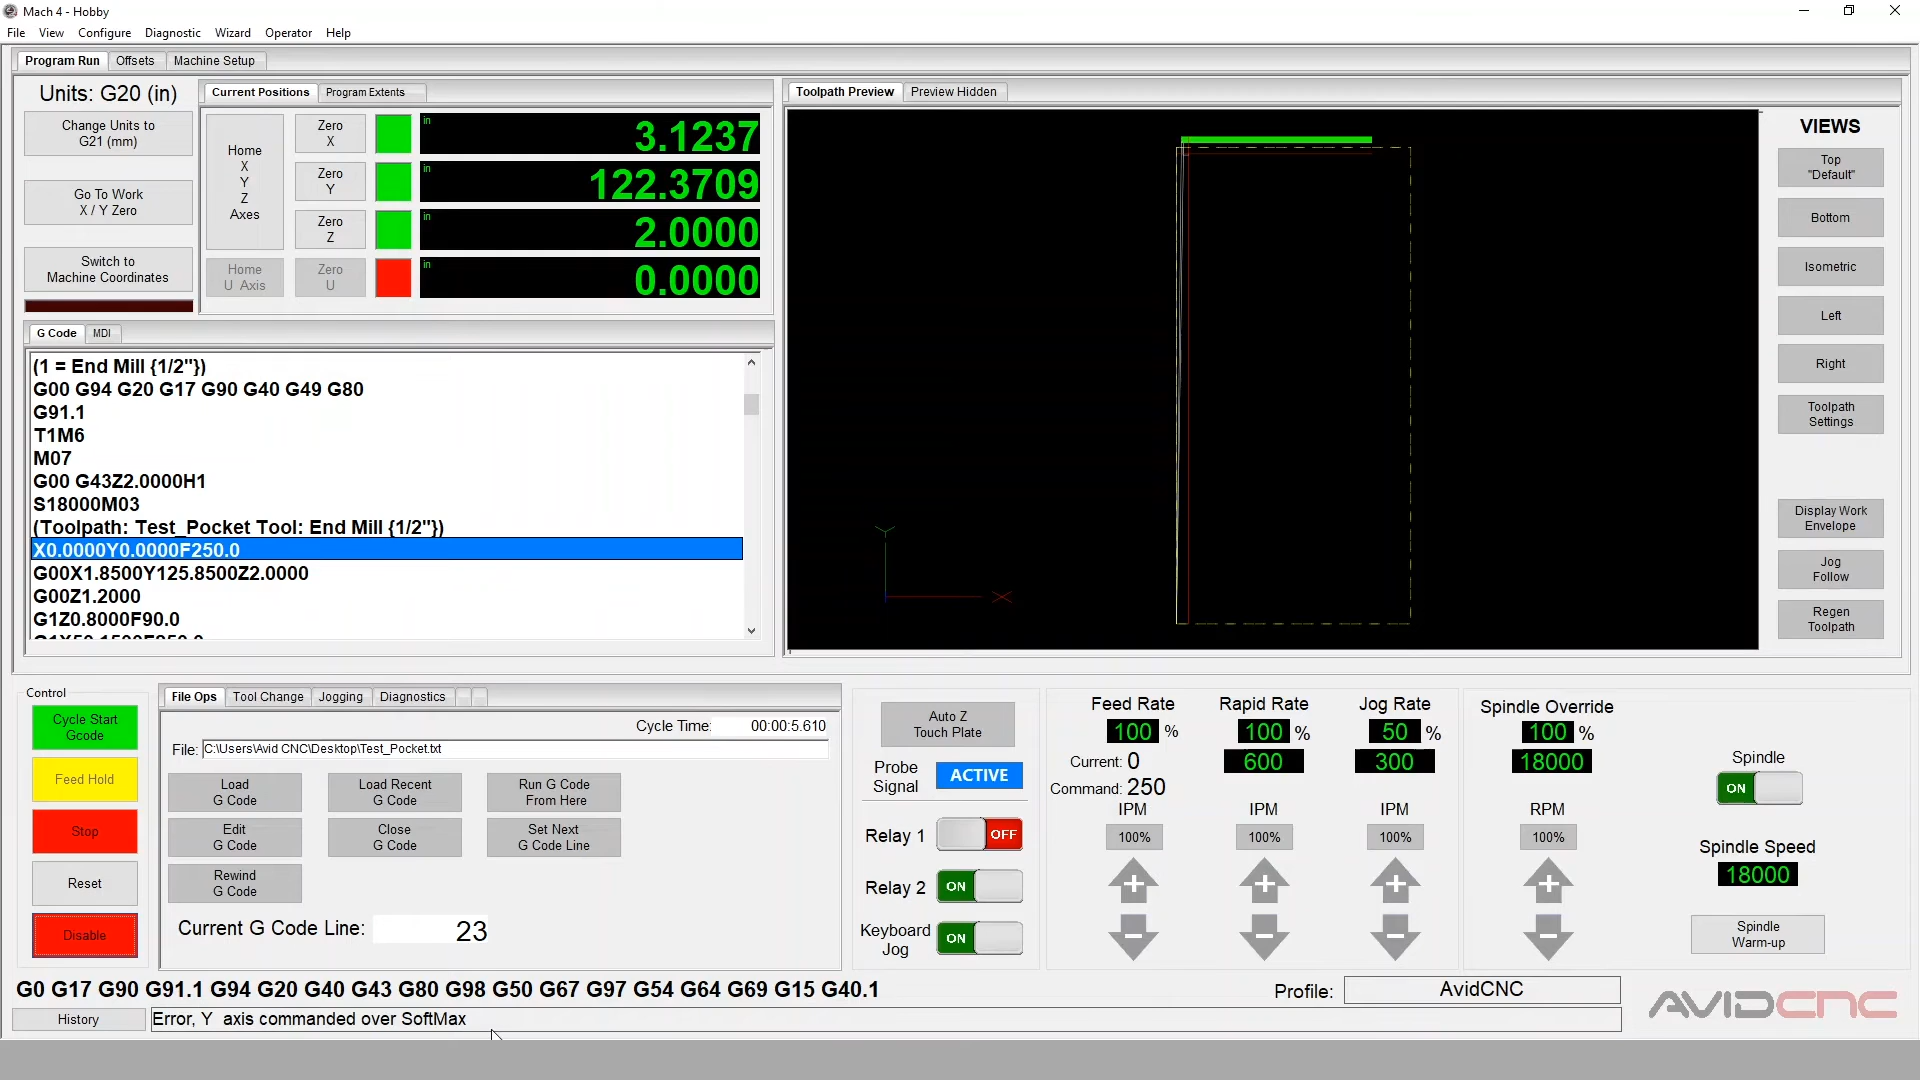 Mach 4 - Hobby
File View Configure Diagnostic Wizard Operator Help
Program Run Offsets Machine Setup
Units: G20 (in)
Change Units to
G21 (mm)
Go To Work
X / Y Zero
Switch to
Machine Coordinates
Current Positions Program Extents
Home
X
Y
Z
Axes
Zero
X
in
3.1237
Zero
Y
in
122.3709
Zero
Z
in
2.0000
Home
U Axis
Zero
U
in
0.0000
G Code MDI
(1 = End Mill {1/2"})
G00 G94 G20 G17 G90 G40 G49 G80
G91.1
T1M6
M07
G00 G43Z2.0000H1
S18000M03
(Toolpath: Test_Pocket Tool: End Mill {1/2"})
X0.0000Y0.0000F250.0
G00X1.8500Y125.8500Z2.0000
G00Z1.2000
G1Z0.8000F90.0
Toolpath Preview Preview Hidden
Y
X
VIEWS
Top
"Default"
Bottom
Isometric
Left
Right
Toolpath
Settings
Display Work
Envelope
Jog
Follow
Regen
Toolpath
Control
Cycle Start
Gcode
Feed Hold
Stop
Reset
Disable
File Ops Tool Change Jogging Diagnostics
Cycle Time: 00:00:5.610
File: C:\Users\Avid CNC\Desktop\Test_Pocket.txt
Load
G Code
Load Recent
G Code
Run G Code
From Here
Edit
G Code
Close
G Code
Set Next
G Code Line
Rewind
G Code
Current G Code Line: 23
Auto Z
Touch Plate
Probe
Signal
ACTIVE
Relay 1 OFF
Relay 2 ON
Keyboard
Jog
ON
Feed Rate
100 %
Current: 0
Command: 250
IPM
100%
+
-
Rapid Rate
100 %
600
IPM
100%
+
-
Jog Rate
50 %
300
IPM
100%
+
-
Spindle Override
100 %
18000
RPM
100%
+
-
Spindle
ON
Spindle Speed
18000
Spindle
Warm-up
G0 G17 G90 G91.1 G94 G20 G40 G43 G80 G98 G50 G67 G97 G54 G64 G69 G15 G40.1
Profile: AvidCNC
AVIDCNC
History
Error, Y axis commanded over SoftMax